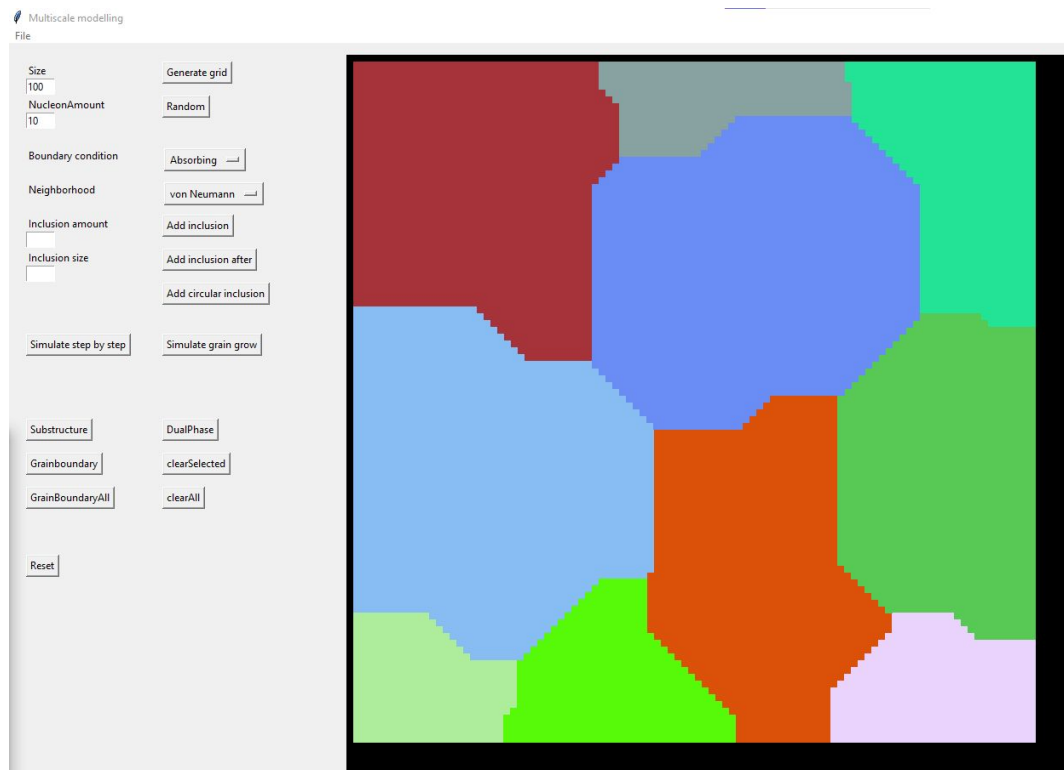 Multiscale modelling
File
Size
Generate grid
100
NucleonAmount
Random
10
Boundary condition
Absorbing
Neighborhood
von Neumann
Inclusion amount
Add inclusion
Inclusion size
Add inclusion after
Add circular inclusion
Simulate step by step
Simulate grain grow
Substructure
DualPhase
Grainboundary
clearSelected
GrainBoundaryAll
clearAll
Reset